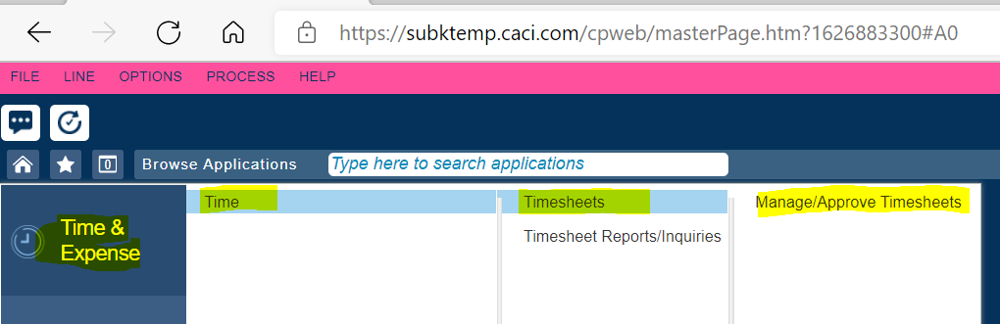 https://subktemp.caci.com/cpweb/masterPage.htm?1626883300#A0
FILE LINE OPTIONS PROCESS HELP
0 Browse Applications Type here to search applications
Time & 
Expense
Time Timesheets Manage/Approve Timesheets
Timesheet Reports/Inquiries